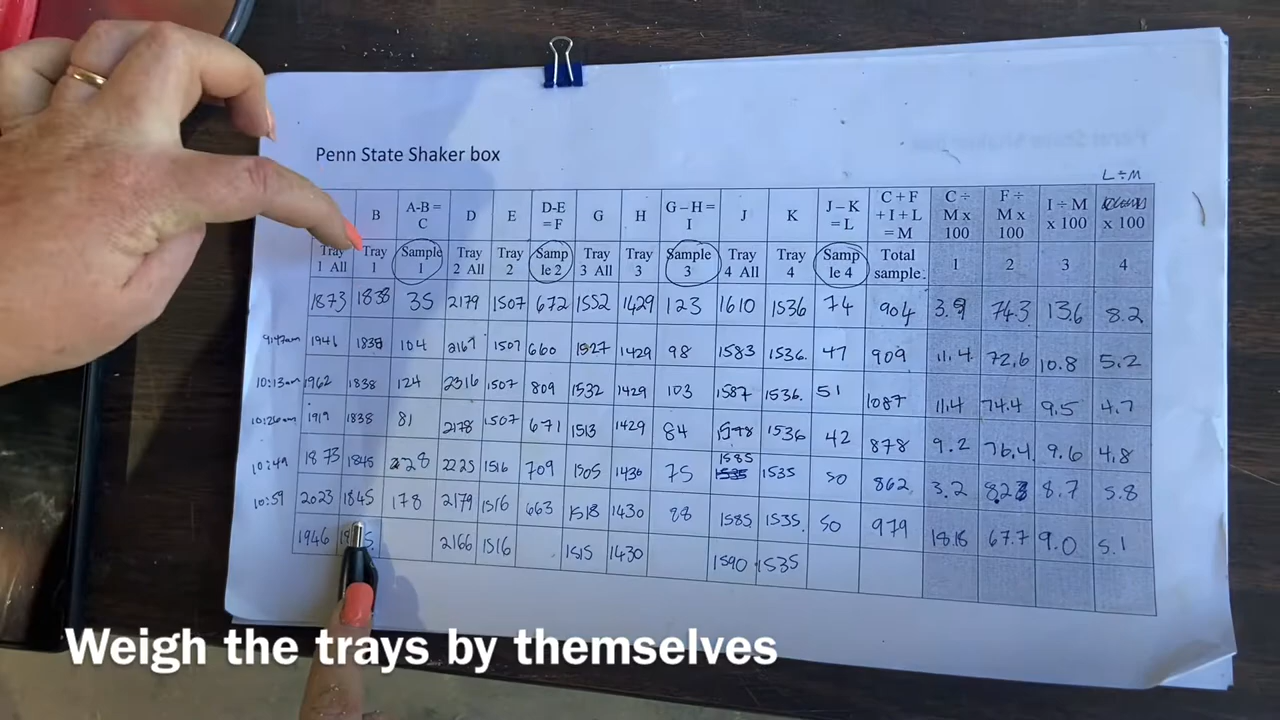 L ÷ M
Penn State Shaker box
B A-B = C D E D-E = F G H G – H = I J K J – K = L C + F + I + L = M C ÷ M x 100 F ÷ M x 100 I ÷ M x 100 x 100
Tray 1 All Tray 1 Sample 1 Tray 2 All Tray 2 Samp le 2 Tray 3 All Tray 3 Sample 3 Tray 4 All Tray 4 Samp le 4 Total sample 1 2 3 4
1873 1838 35 2179 1507 672 1552 1429 123 1610 1536 74 904 3.9 74.3 13.6 8.2
9:47am 1941 1838 104 2167 1507 660 1527 1429 98 1583 1536. 47 909 11.4 72.6 10.8 5.2
10:13am 1962 1838 124 2316 1507 809 1532 1429 103 1587 1536. 51 1087 11.4 74.4 9.5 4.7
10:26am 1919 1838 81 2178 1507 671 1513 1429 84 1536 42 878 9.2 76.4 9.6 4.8
10:49 1873 1845 28 2225 1516 709 1505 1430 75 1585 1535 50 862 3.2 8.7 5.8
10:59 2023 1845 178 2179 1516 663 1518 1430 88 1585 1535. 50 979 18.18 67.7 9.0 5.1
1946 2166 1516 1515 1430 1590 1535
Weigh the trays by themselves